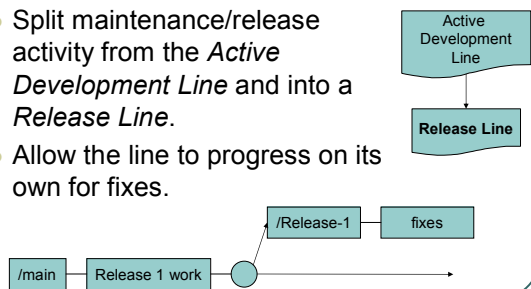 Split maintenance/release
activity from the Active
Development Line and into a
Release Line.
Allow the line to progress on its
own for fixes.
Active
Development
Line
Release Line
/Release-1
fixes
/main
Release 1 work